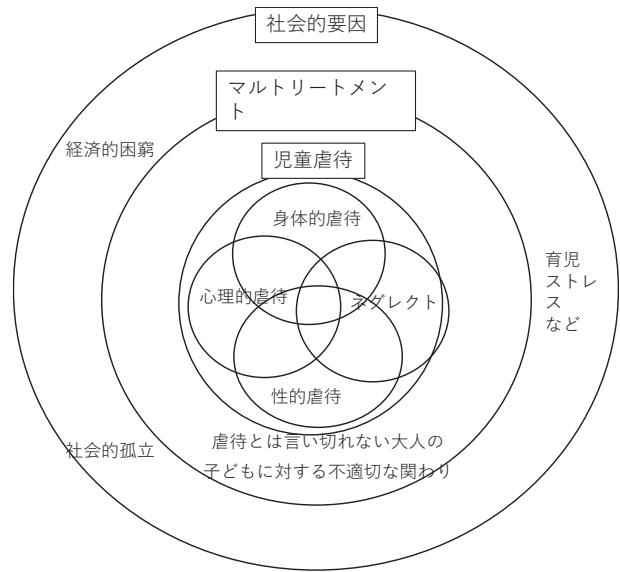 社会的要因
マルトリートメン
ト
経済的困窮
児童虐待
身体的虐待
育児
ストレ
ス
など
心理的虐待
ネグレクト
性的虐待
社会的孤立
虐待とは言い切れない大人の
子どもに対する不適切な関わり